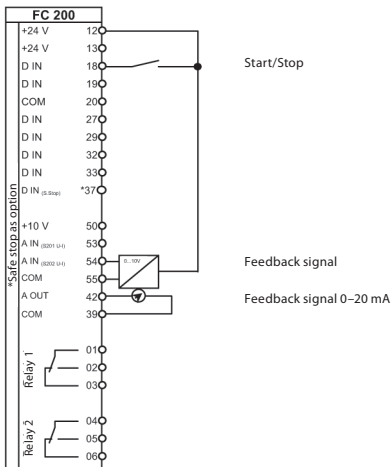 FC 200
+24 V 12
+24 V 13
D IN 18
Start/Stop
D IN 19
COM 20
D IN 27
D IN 29
D IN 32
D IN 33
D IN (S.Stop) *37
*Safe stop as option
+10 V 50
A IN (S201 U-I) 53
A IN (S202 U-I) 54
0...10V
Feedback signal
COM 55
A OUT 42
Feedback signal 0–20 mA
COM 39
Relay 1
01
02
03
Relay 2
04
05
06